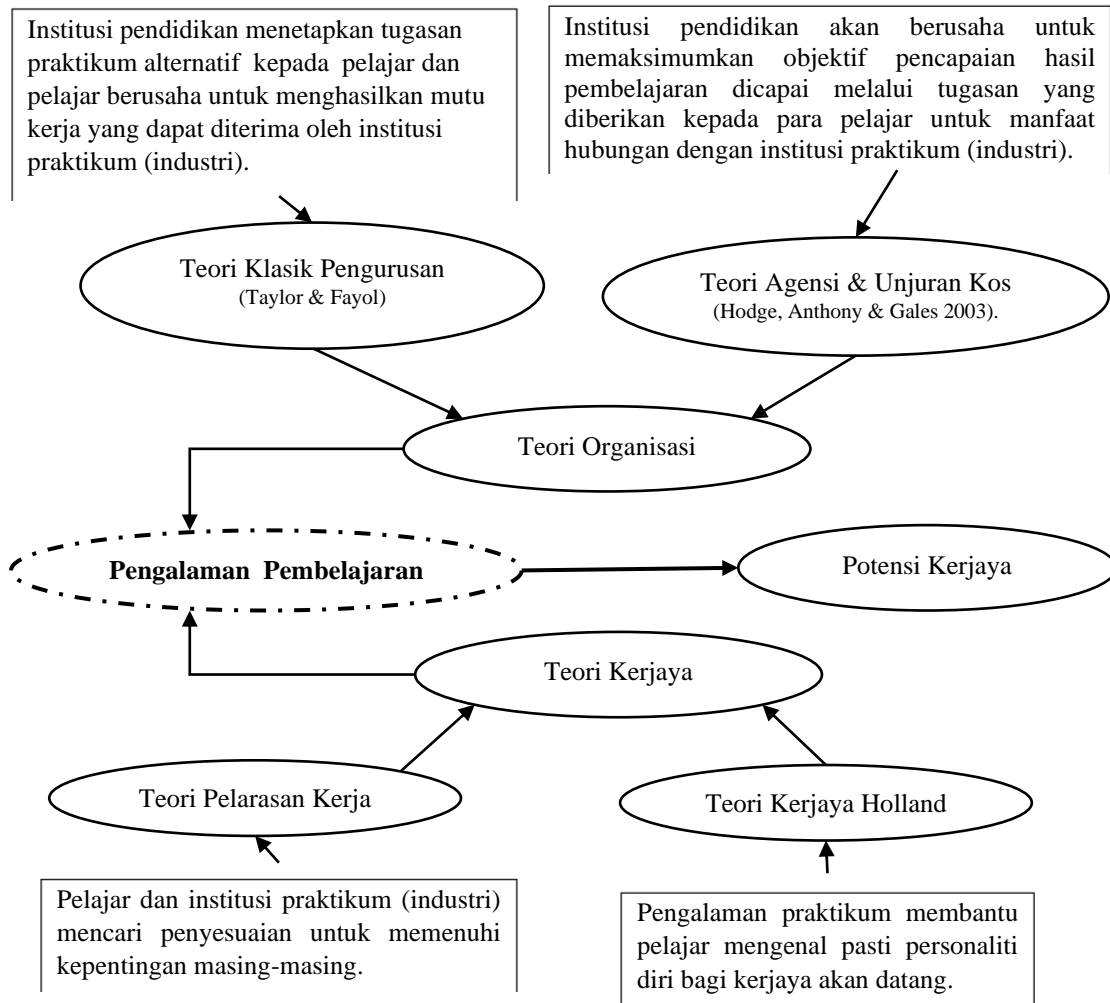 Institusi pendidikan menetapkan tugasan
praktikum alternatif kepada pelajar dan
pelajar berusaha untuk menghasilkan mutu
kerja yang dapat diterima oleh institusi
praktikum (industri).
Institusi pendidikan akan berusaha untuk
memaksimumkan objektif pencapaian hasil
pembelajaran dicapai melalui tugasan yang
diberikan kepada para pelajar untuk manfaat
hubungan dengan institusi praktikum (industri).
Teori Klasik Pengurusan
(Taylor & Fayol)
Teori Agensi & Unjuran Kos
(Hodge, Anthony & Gales 2003).
Teori Organisasi
Pengalaman Pembelajaran
Potensi Kerjaya
Teori Kerjaya
Teori Pelarasan Kerja
Teori Kerjaya Holland
Pelajar dan institusi praktikum (industri)
mencari penyesuaian untuk memenuhi
kepentingan masing-masing.
Pengalaman praktikum membantu
pelajar mengenal pasti personaliti
diri bagi kerjaya akan datang.